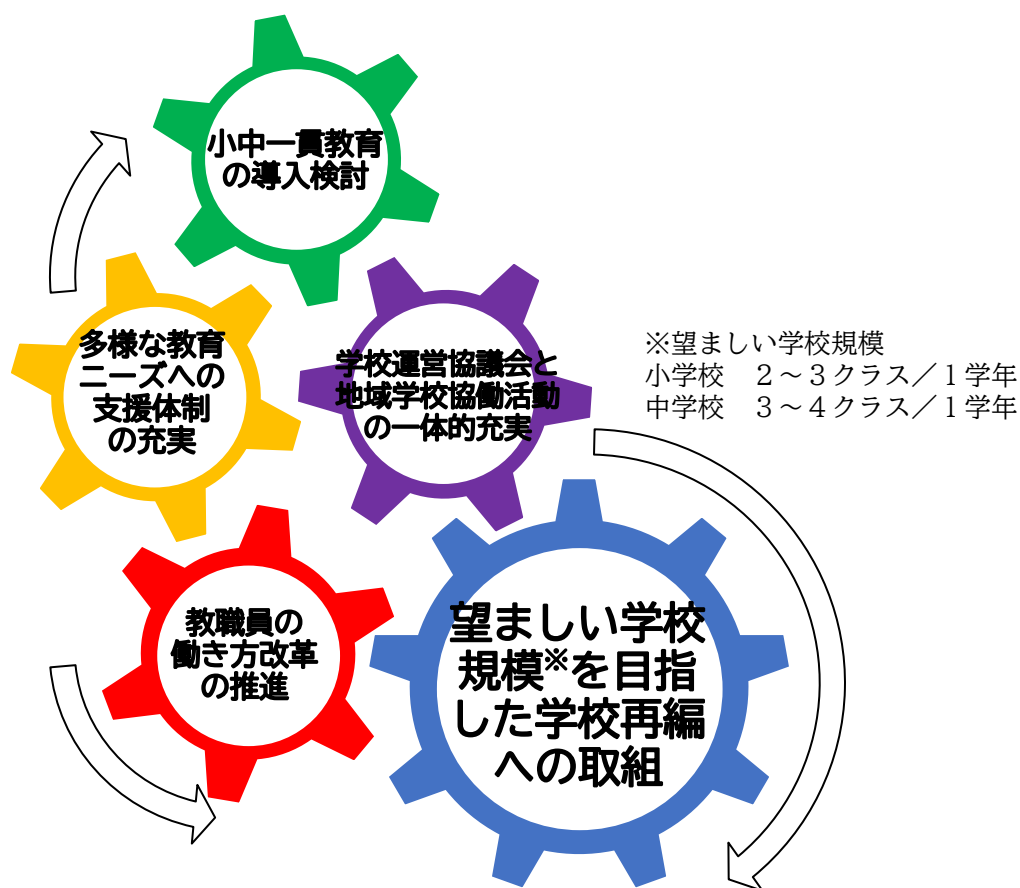 小中一貫教育
の導入検討
多様な教育
ニーズへの
支援体制
の充実
学校運営協議会と
地域学校協働活動
の一体的充実
※望ましい学校規模
小学校　２～３クラス／１学年
中学校　３～４クラス／１学年
教職員の
働き方改革
の推進
望ましい学校
規模※を目指
した学校再編
への取組